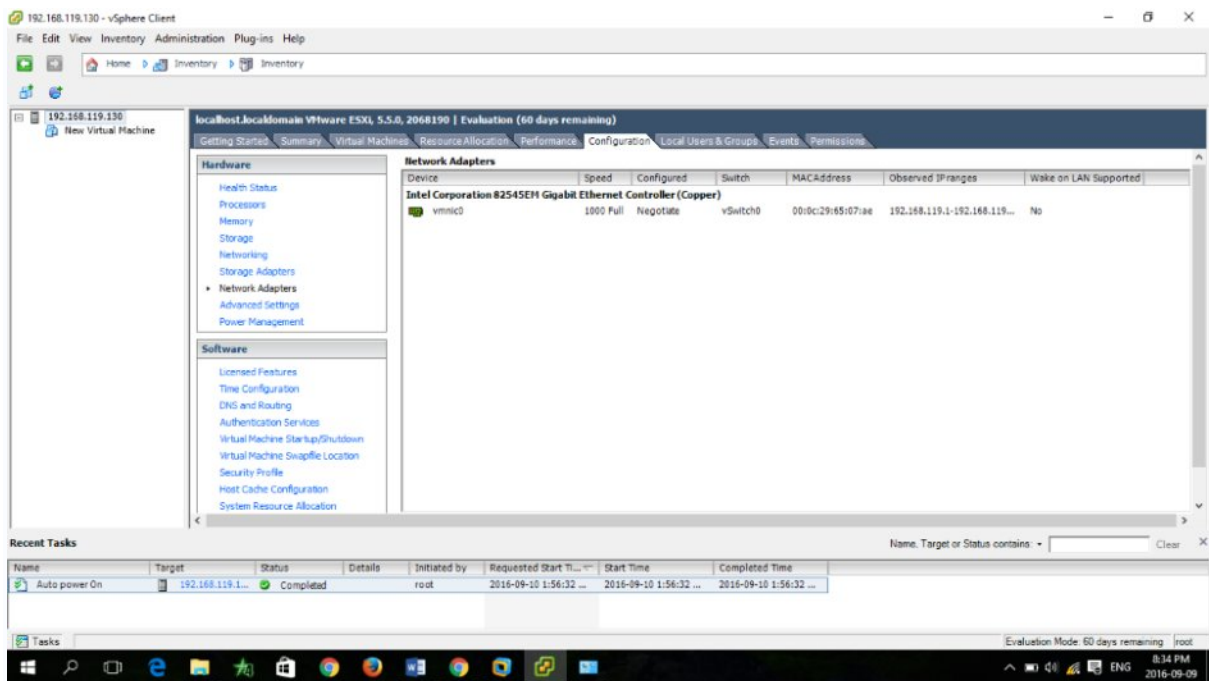 192.168.119.130 - vSphere Client
File Edit View Inventory Administration Plug-ins Help
Home Inventory Inventory
192.168.119.130
New Virtual Machine
localhost.localdomain VMware ESXi, 5.5.0, 2068190 | Evaluation (60 days remaining)
Getting Started Summary Virtual Machines Resource Allocation Performance Configuration Local Users & Groups Events Permissions
Hardware
Health Status
Processors
Memory
Storage
Networking
Storage Adapters
Network Adapters
Advanced Settings
Power Management
Software
Licensed Features
Time Configuration
DNS and Routing
Authentication Services
Virtual Machine Startup/Shutdown
Virtual Machine Swapfile Location
Security Profile
Host Cache Configuration
System Resource Allocation
Network Adapters
Device Speed Configured Switch MAC Address Observed IP ranges Wake on LAN Supported
Intel Corporation 82545EM Gigabit Ethernet Controller (Copper)
vmnic0 1000 Full Negotiate vSwitch0 00:0c:29:65:07:ae 192.168.119.1-192.168.119... No
Recent Tasks
Name, Target or Status contains: Clear
Name Target Status Details Initiated by Requested Start Ti... Start Time Completed Time
Auto power On 192.168.119.1... Completed root 2016-09-10 1:56:32 ... 2016-09-10 1:56:32 ... 2016-09-10 1:56:32 ...
Tasks
Evaluation Mode: 60 days remaining root
ENG
8:34 PM
2016-09-09